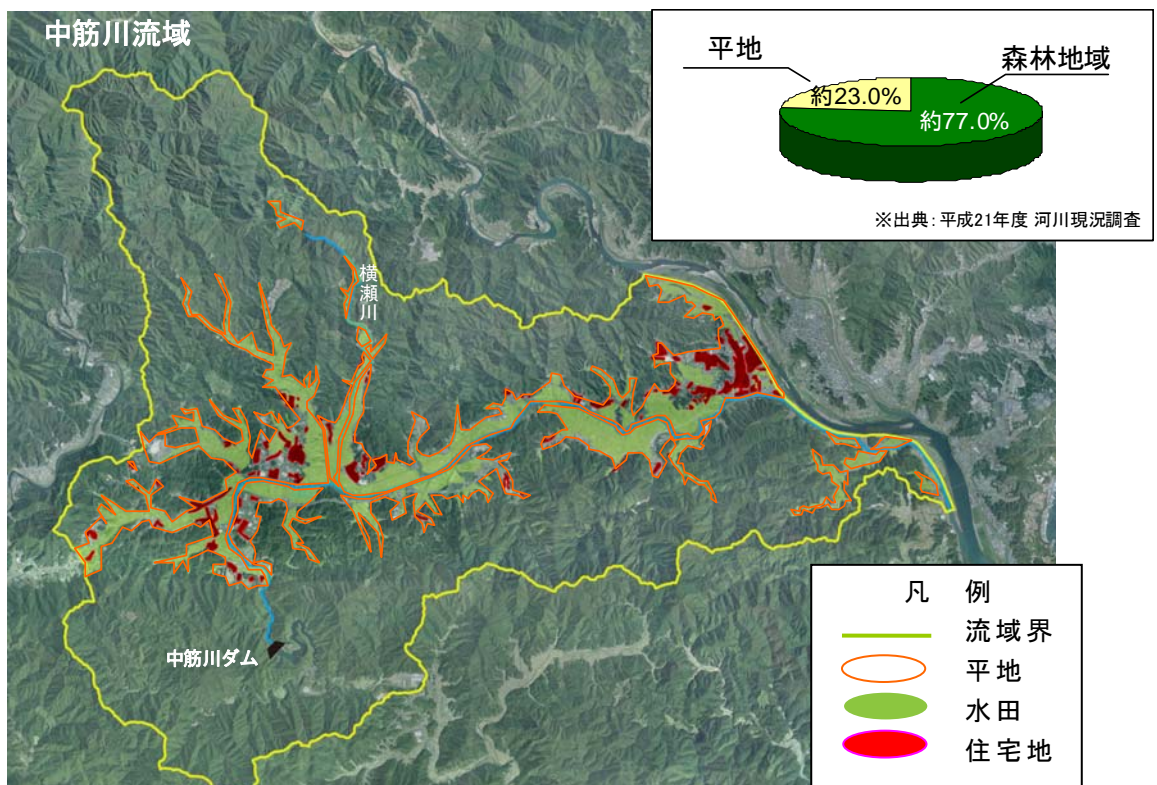 中筋川流域
平地
森林地域
約23.0%
約77.0%
※出典:平成21年度 河川現況調査
横瀬川
中筋川ダム
凡 例
流域界
平地
水田
住宅地